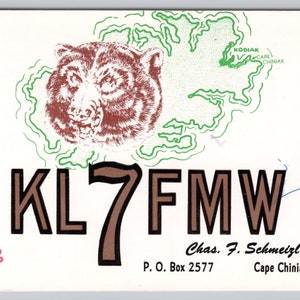 KODIAK
CAPE
CHINIAK
KL7FMW
Chas. F. Schmeizl
P. O. Box 2577 Cape Chinia